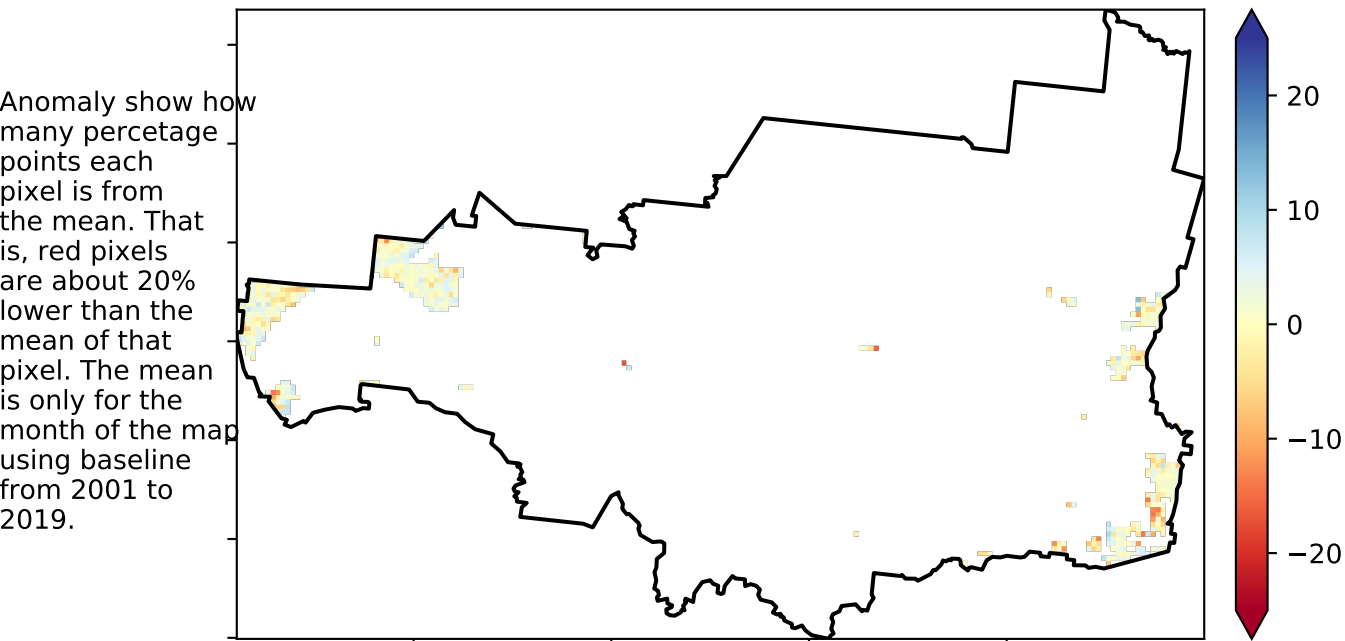 Anomaly show how
many percetage
points each
pixel is from
the mean. That
is, red pixels
are about 20%
lower than the
mean of that
pixel. The mean
is only for the
month of the map
using baseline
from 2001 to
2019.
20
10
0
−10
−20